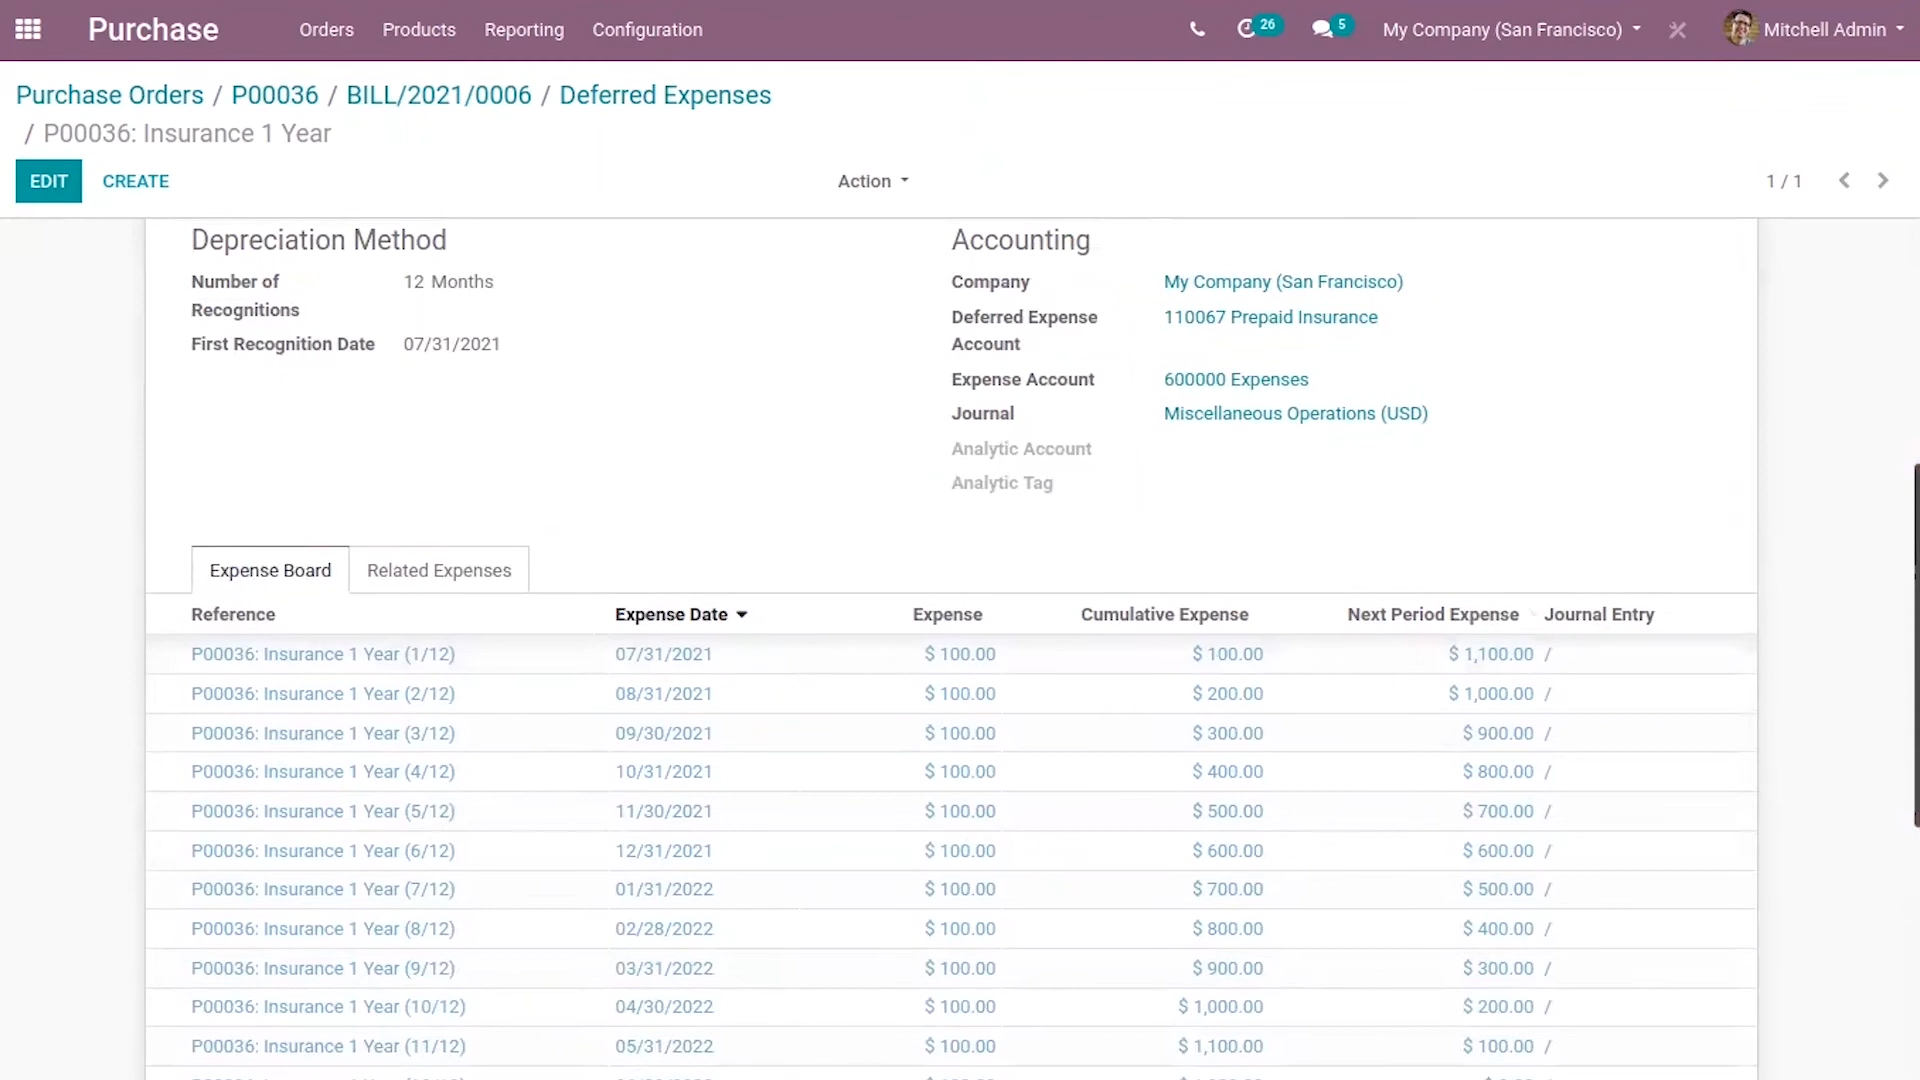 Purchase Orders Products Reporting Configuration 26 5 My Company (San Francisco) Mitchell Admin
Purchase Orders / P00036 / BILL/2021/0006 / Deferred Expenses
/ P00036: Insurance 1 Year
EDIT CREATE Action 1 / 1
Depreciation Method
Number of Recognitions 12 Months
First Recognition Date 07/31/2021
Accounting
Company My Company (San Francisco)
Deferred Expense Account 110067 Prepaid Insurance
Expense Account 600000 Expenses
Journal Miscellaneous Operations (USD)
Analytic Account
Analytic Tag
Expense Board Related Expenses
Reference Expense Date Expense Cumulative Expense Next Period Expense Journal Entry
P00036: Insurance 1 Year (1/12) 07/31/2021 $ 100.00 $ 100.00 $ 1,100.00 /
P00036: Insurance 1 Year (2/12) 08/31/2021 $ 100.00 $ 200.00 $ 1,000.00 /
P00036: Insurance 1 Year (3/12) 09/30/2021 $ 100.00 $ 300.00 $ 900.00 /
P00036: Insurance 1 Year (4/12) 10/31/2021 $ 100.00 $ 400.00 $ 800.00 /
P00036: Insurance 1 Year (5/12) 11/30/2021 $ 100.00 $ 500.00 $ 700.00 /
P00036: Insurance 1 Year (6/12) 12/31/2021 $ 100.00 $ 600.00 $ 600.00 /
P00036: Insurance 1 Year (7/12) 01/31/2022 $ 100.00 $ 700.00 $ 500.00 /
P00036: Insurance 1 Year (8/12) 02/28/2022 $ 100.00 $ 800.00 $ 400.00 /
P00036: Insurance 1 Year (9/12) 03/31/2022 $ 100.00 $ 900.00 $ 300.00 /
P00036: Insurance 1 Year (10/12) 04/30/2022 $ 100.00 $ 1,000.00 $ 200.00 /
P00036: Insurance 1 Year (11/12) 05/31/2022 $ 100.00 $ 1,100.00 $ 100.00 /